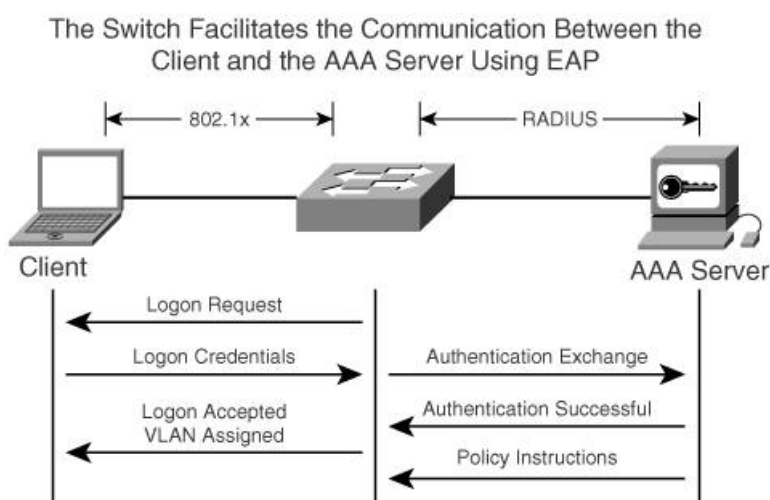 The Switch Facilitates the Communication Between the
Client and the AAA Server Using EAP
802.1x
RADIUS
Client
AAA Server
Logon Request
Logon Credentials
Authentication Exchange
Logon Accepted
VLAN Assigned
Authentication Successful
Policy Instructions